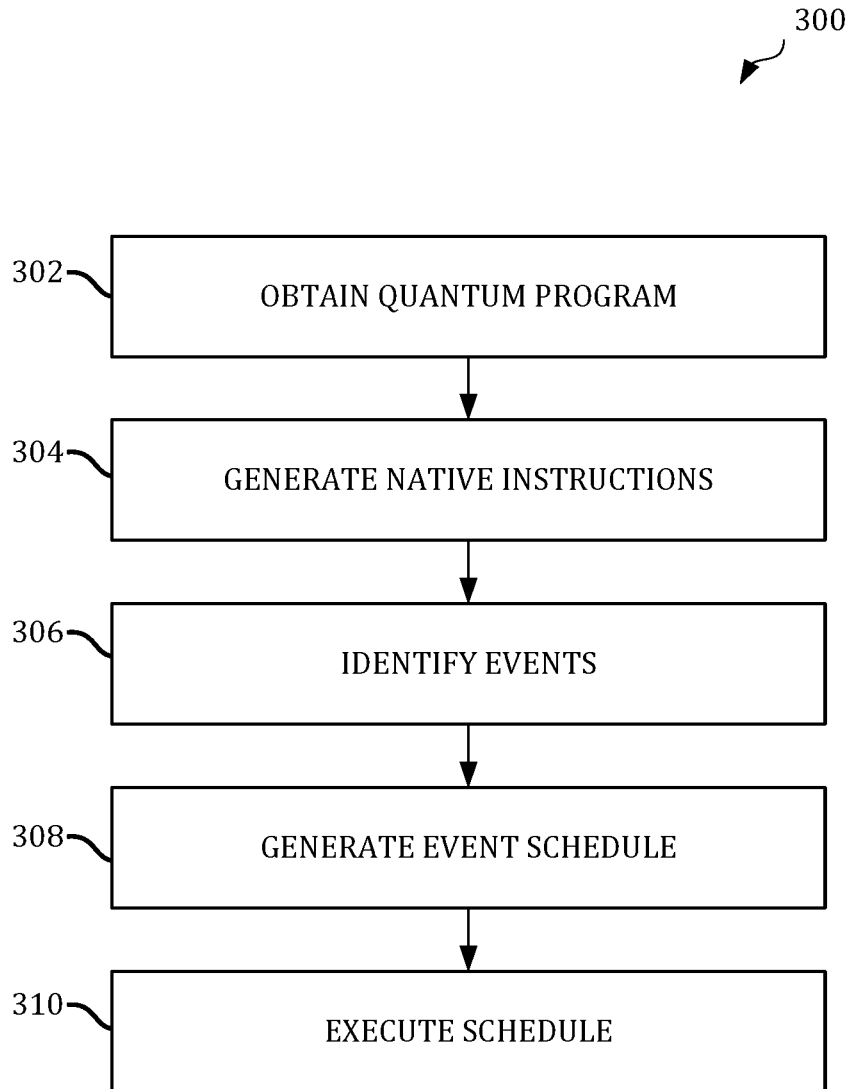 300
302
OBTAIN QUANTUM PROGRAM
304
GENERATE NATIVE INSTRUCTIONS
306
IDENTIFY EVENTS
308
GENERATE EVENT SCHEDULE
310
EXECUTE SCHEDULE